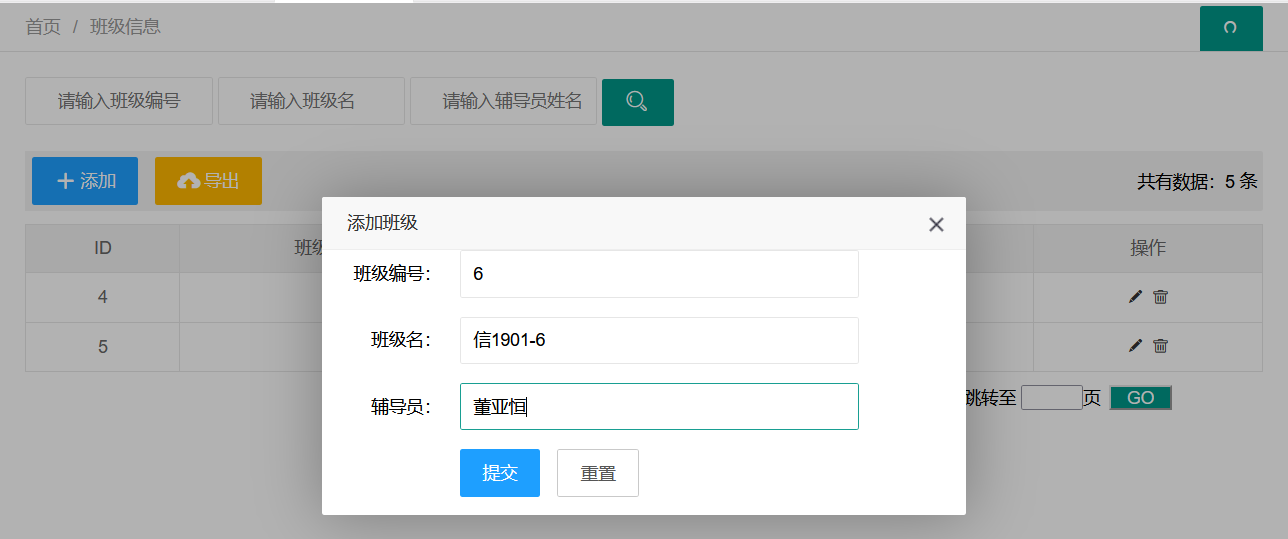 首页 / 班级信息
请输入班级编号 请输入班级名 请输入辅导员姓名
添加 导出 共有数据：5 条
添加班级
ID 班级 操作
班级编号： 6
4
班级名： 信1901-6
5
辅导员： 董亚恒
跳转至 页 GO
提交 重置